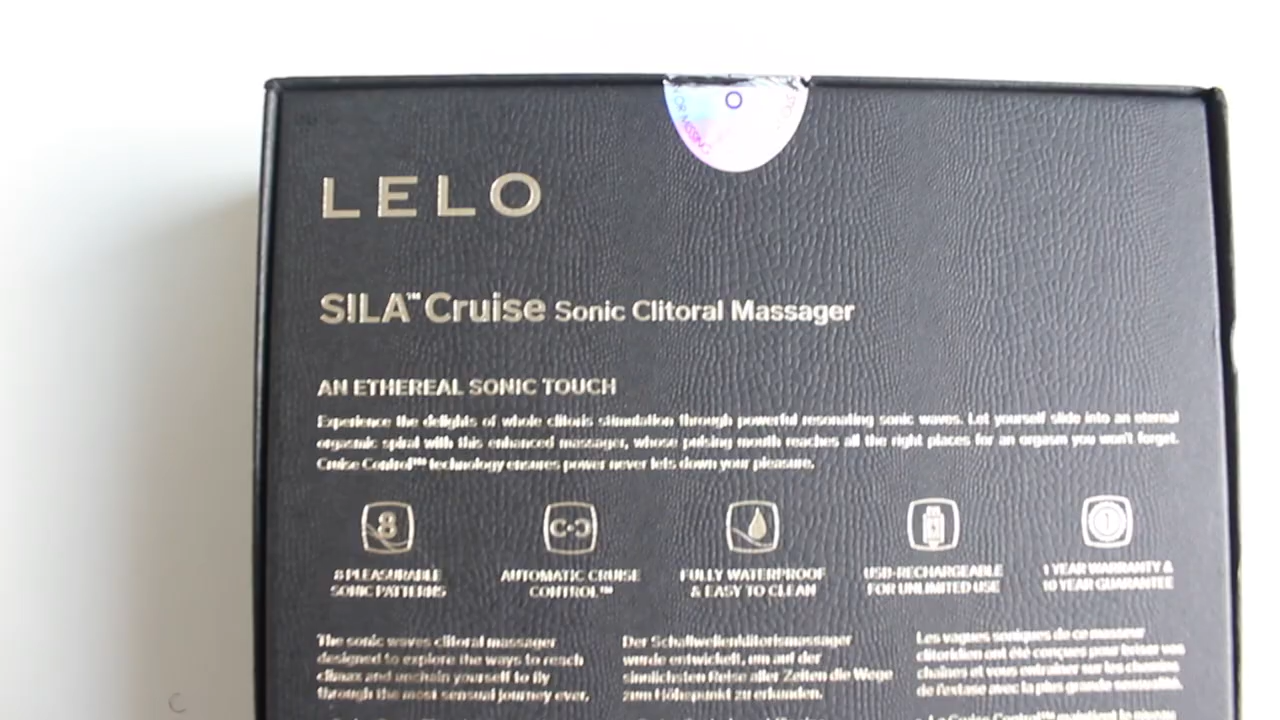 OR MISSING
LELO
SILA™ Cruise Sonic Clitoral Massager
AN ETHEREAL SONIC TOUCH
Experience the delights of whole clitoris stimulation through powerful resonating sonic waves. Let yourself slide into an eternal
orgasmic spiral with this enhanced massager, whose pulsing mouth reaches all the right places for an orgasm you won't forget.
Cruise Control™ technology ensures power never lets down your pleasure.
8
1
8 PLEASURABLE
SONIC PATTERNS
AUTOMATIC CRUISE
CONTROL™
FULLY WATERPROOF
& EASY TO CLEAN
USB-RECHARGEABLE
FOR UNLIMITED USE
1 YEAR WARRANTY &
10 YEAR GUARANTEE
The sonic waves clitoral massager
designed to explore the ways to reach
climax and unchain yourself to fly
through the most sensual journey ever.
Der Schallwellenklitorismassager
wurde entwickelt, um auf der
sinnlichsten Reise aller Zeiten die Wege
zum Höhepunkt zu erkunden.
Les vagues soniques de ce masseur
clitoridien ont été conçues pour briser vos
chaînes et vous entraîner sur les chemins
de l'extase avec la plus grande sensualité.